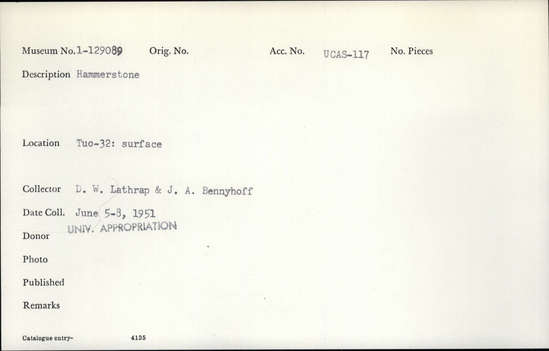 Museum No. 1-129089 Orig. No. Acc. No. UCAS-117 No. Pieces
Description Hammerstone
Location Tuo-32: surface
Collector D. W. Lathrap & J. A. Bennyhoff
Date Coll. June 5-8, 1951
Donor UNIV. APPROPRIATION
Photo
Published
Remarks
Catalogue entry- 4135